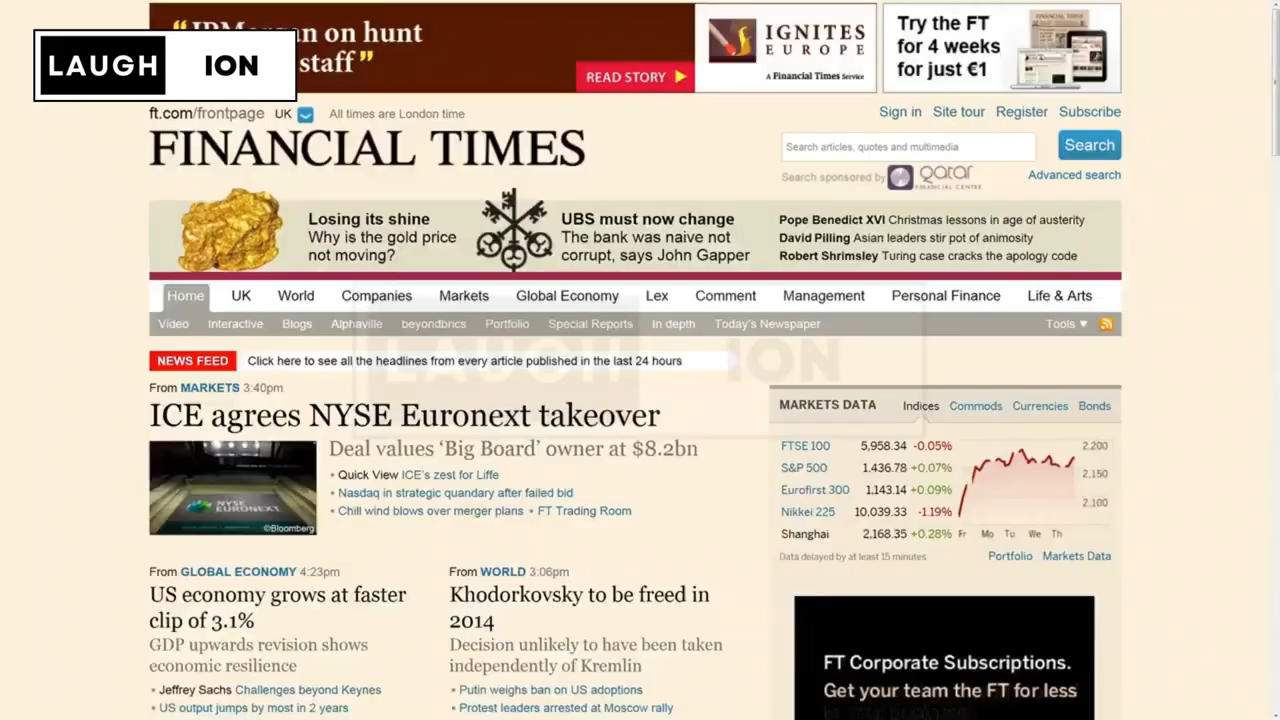 on hunt
staff ”
READ STORY
IGNITES
EUROPE
A Financial Times Service
Try the FT
for 4 weeks
for just €1
LAUGH ION
ft.com/frontpage UK All times are London time
Sign in Site tour Register Subscribe
FINANCIAL TIMES
Search articles, quotes and multimedia
Search
Search sponsored by Qatar
FINANCIAL CENTRE
Advanced search
Losing its shine
Why is the gold price
not moving?
UBS must now change
The bank was naive not
corrupt, says John Gapper
Pope Benedict XVI Christmas lessons in age of austerity
David Pilling Asian leaders stir pot of animosity
Robert Shrimsley Turing case cracks the apology code
Home UK World Companies Markets Global Economy Lex Comment Management Personal Finance Life & Arts
Video Interactive Blogs Alphaville beyondbrics Portfolio Special Reports In depth Today's Newspaper Tools
NEWS FEED Click here to see all the headlines from every article published in the last 24 hours
LAUGH ION
From MARKETS 3:40pm
ICE agrees NYSE Euronext takeover
NYSE
EURONEXT
©Bloomberg
Deal values ‘Big Board’ owner at $8.2bn
• Quick View ICE's zest for Liffe
• Nasdaq in strategic quandary after failed bid
• Chill wind blows over merger plans • FT Trading Room
MARKETS DATA Indices Commods Currencies Bonds
FTSE 100 5,958.34 -0.05%
S&P 500 1,436.78 +0.07%
Eurofirst 300 1,143.14 +0.09%
Nikkei 225 10,039.33 -1.19%
Shanghai 2,168.35 +0.28%
2,200
2,150
2,100
Fr Mo Tu We Th
Data delayed by at least 15 minutes
Portfolio Markets Data
From GLOBAL ECONOMY 4:23pm
US economy grows at faster
clip of 3.1%
GDP upwards revision shows
economic resilience
• Jeffrey Sachs Challenges beyond Keynes
• US output jumps by most in 2 years
From WORLD 3:06pm
Khodorkovsky to be freed in
2014
Decision unlikely to have been taken
independently of Kremlin
• Putin weighs ban on US adoptions
• Protest leaders arrested at Moscow rally
FT Corporate Subscriptions.
Get your team the FT for less